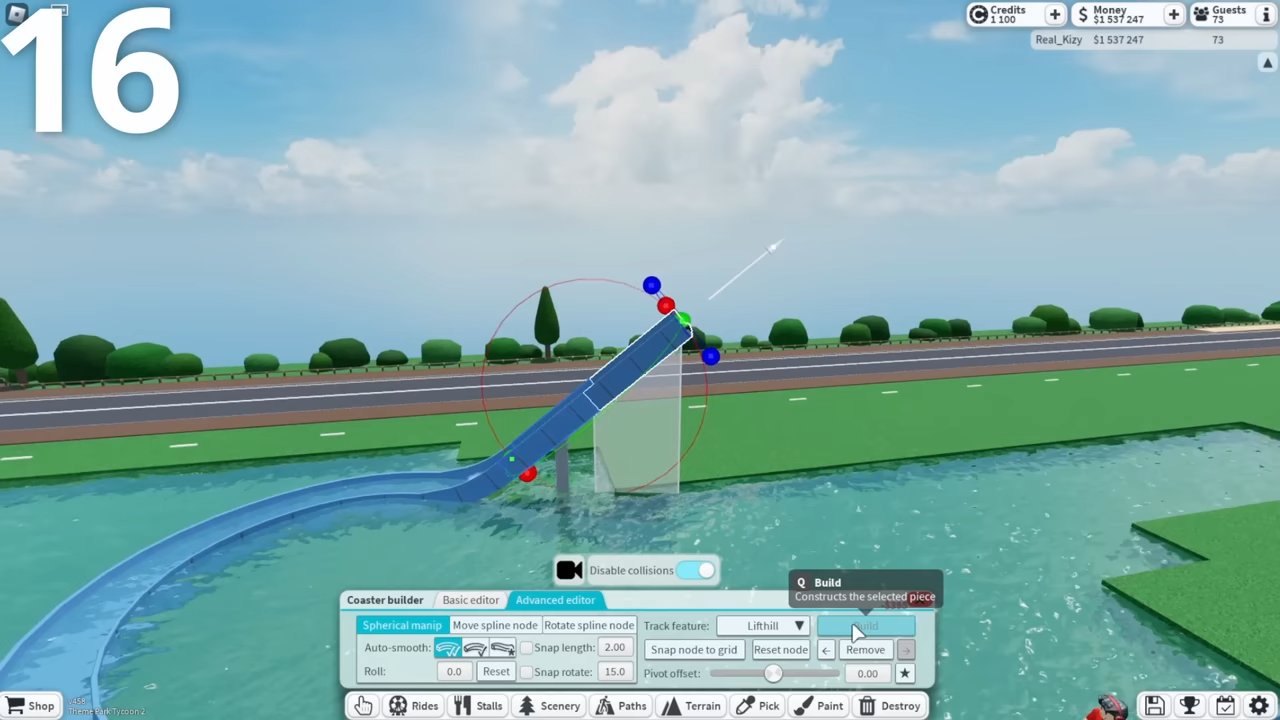 16
Credits
1 100
Money
$1 537 247
Guests
73
Real_Kizy $1 537 247 73
Disable collisions
Q Build
Constructs the selected piece
Coaster builder Basic editor Advanced editor
Spherical manip Move spline node Rotate spline node Track feature: Lifthill Build
Auto-smooth: Snap length: 2.00 Snap node to grid Reset node Remove
Roll: 0.0 Reset Snap rotate: 15.0 Pivot offset: 0.00
Shop Rides Stalls Scenery Paths Terrain Pick Paint Destroy
Theme Park Tycoon 2